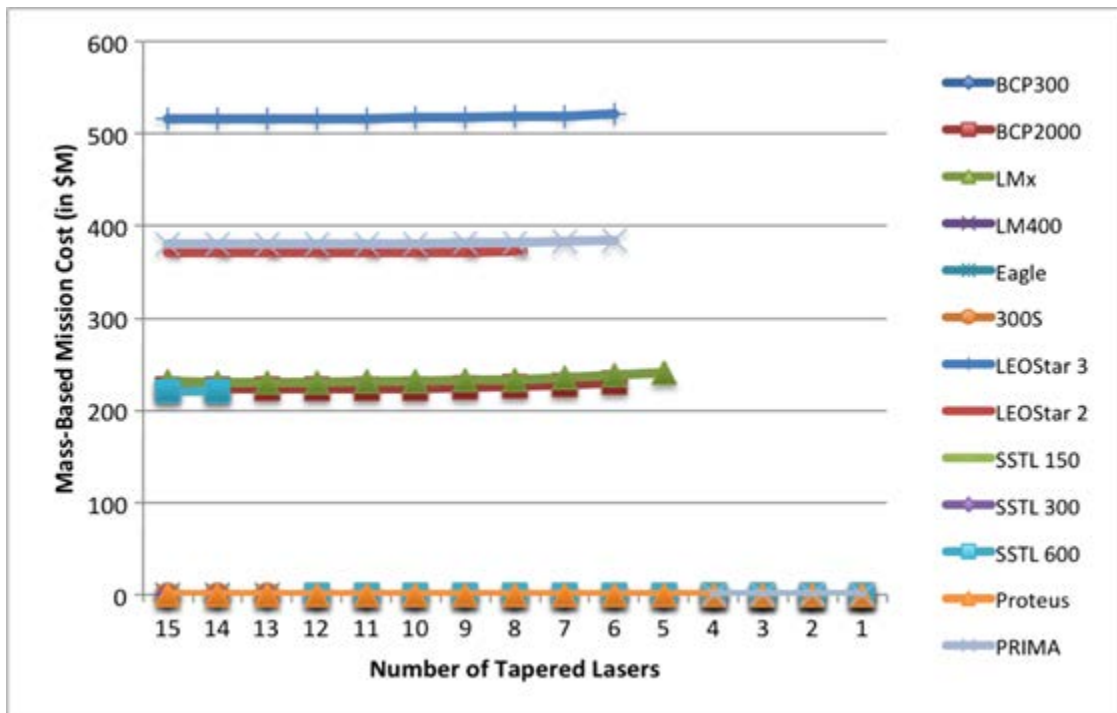 Mass-Based Mission Cost (in $M)
600
500
400
300
200
100
0
15 14 13 12 11 10 9 8 7 6 5 4 3 2 1
Number of Tapered Lasers
BCP300
BCP2000
LMx
LM400
Eagle
300S
LEOStar 3
LEOStar 2
SSTL 150
SSTL 300
SSTL 600
Proteus
PRIMA